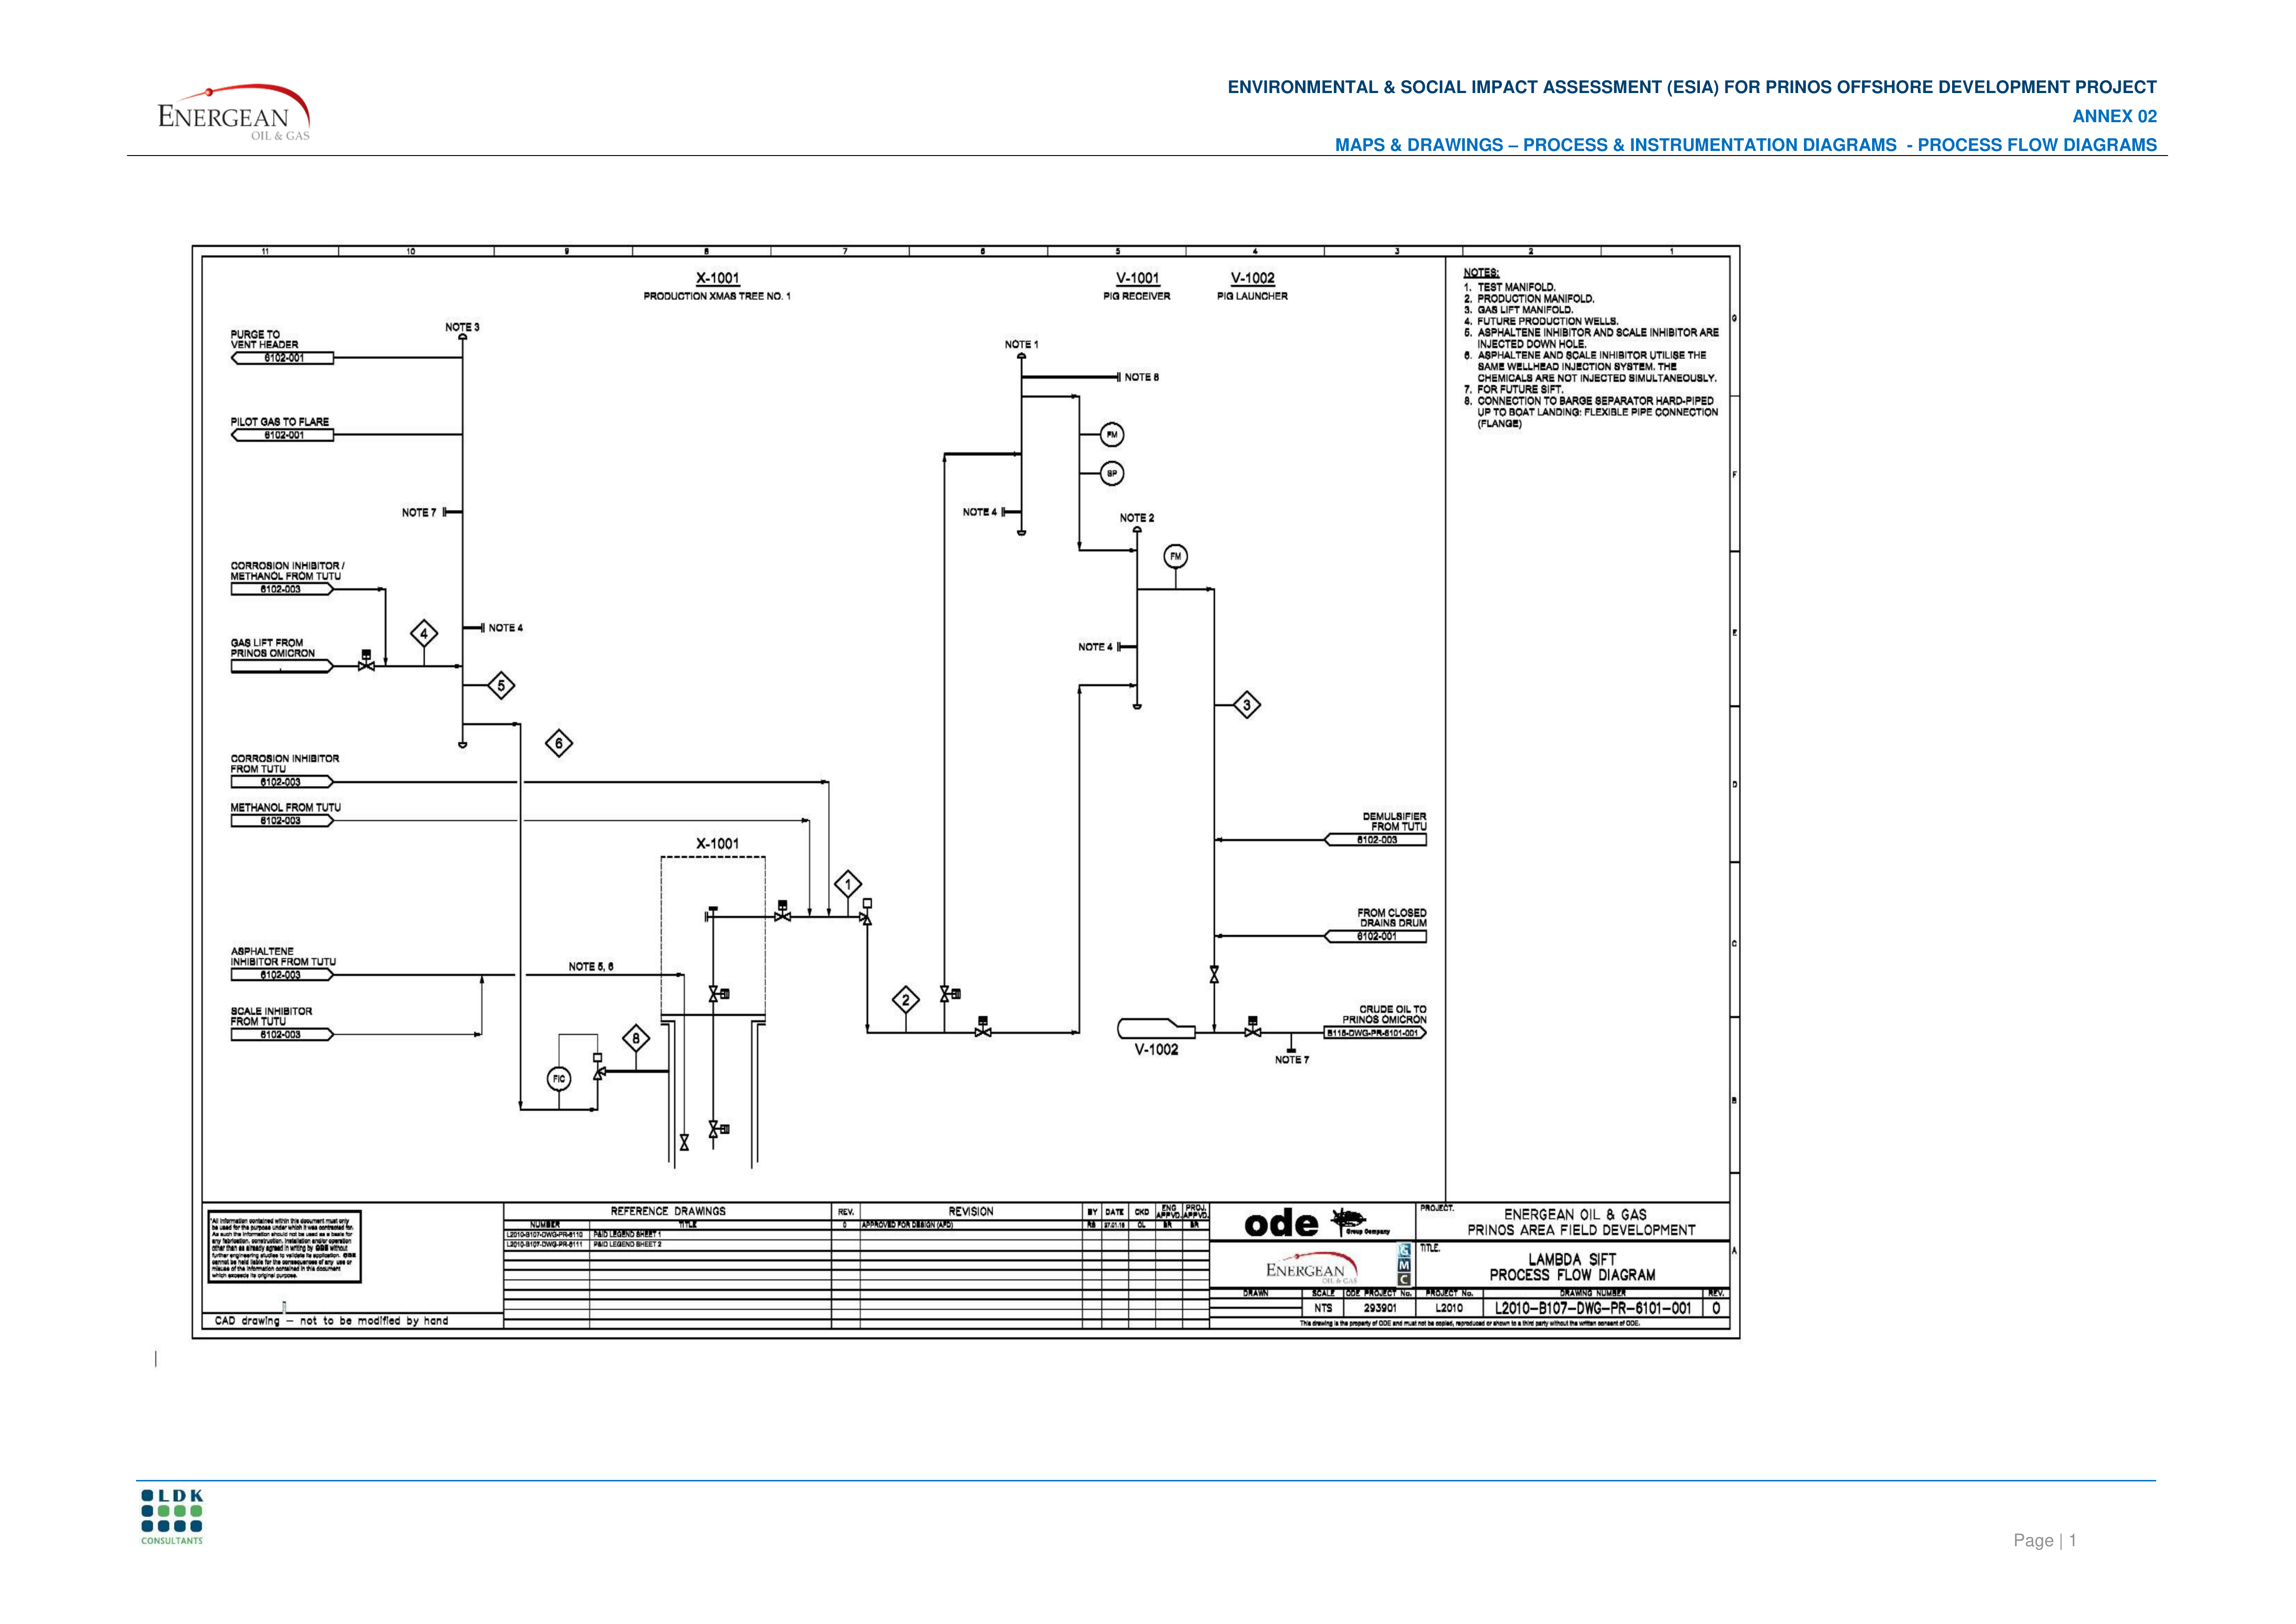 ENERGEAN
OIL & GAS
ENVIRONMENTAL & SOCIAL IMPACT ASSESSMENT (ESIA) FOR PRINOS OFFSHORE DEVELOPMENT PROJECT
ANNEX 02
MAPS & DRAWINGS – PROCESS & INSTRUMENTATION DIAGRAMS - PROCESS FLOW DIAGRAMS
11 10 9 8 7 6 5 4 3 2 1
X-1001
PRODUCTION XMAS TREE NO. 1
V-1001
PIG RECEIVER
V-1002
PIG LAUNCHER
NOTES:
1. TEST MANIFOLD.
2. PRODUCTION MANIFOLD.
3. GAS LIFT MANIFOLD.
4. FUTURE PRODUCTION WELLS.
5. ASPHALTENE INHIBITOR AND SCALE INHIBITOR ARE
INJECTED DOWN HOLE.
6. ASPHALTENE AND SCALE INHIBITOR UTILISE THE
SAME WELLHEAD INJECTION SYSTEM. THE
CHEMICALS ARE NOT INJECTED SIMULTANEOUSLY.
7. FOR FUTURE SIFT.
8. CONNECTION TO BARGE SEPARATOR HARD-PIPED
UP TO BOAT LANDING: FLEXIBLE PIPE CONNECTION
(FLANGE)
G
F
E
D
C
B
A
PURGE TO
VENT HEADER
6102-001
NOTE 3
NOTE 1
NOTE 8
PILOT GAS TO FLARE
6102-001
FM
SP
NOTE 7
NOTE 4
NOTE 2
FM
CORROSION INHIBITOR /
METHANOL FROM TUTU
6102-003
4
NOTE 4
GAS LIFT FROM
PRINOS OMICRON
NOTE 4
5
3
6
CORROSION INHIBITOR
FROM TUTU
6102-003
METHANOL FROM TUTU
6102-003
DEMULSIFIER
FROM TUTU
6102-003
X-1001
1
FROM CLOSED
DRAINS DRUM
6102-001
ASPHALTENE
INHIBITOR FROM TUTU
6102-003
NOTE 5, 6
2
SCALE INHIBITOR
FROM TUTU
6102-003
8
CRUDE OIL TO
PRINOS OMICRON
B118-DWG-PR-6101-001
V-1002
NOTE 7
FIC
"All information contained within this document must only
be used for the purpose under which it was contracted for.
As such the information should not be used as a basis for
any fabrication, construction, installation and/or operation
other than as already agreed in writing by ODE without
further engineering studies to validate its application. ODE
cannot be held liable for the consequences of any use or
misuse of the information contained in this document
which exceeds its original purpose.
CAD drawing – not to be modified by hand
REFERENCE DRAWINGS REV. REVISION BY DATE CKD ENG APPVD. PROJ. APPVD.
NUMBER TITLE 0 APPROVED FOR DESIGN (AFD) RS 27.01.16 CL BR BR
L2010-B107-DWG-PR-6110 P&ID LEGEND SHEET 1
L2010-B107-DWG-PR-6111 P&ID LEGEND SHEET 2
ode
Group Company
ENERGEAN
OIL & GAS
G
M
C
PROJECT.
ENERGEAN OIL & GAS
PRINOS AREA FIELD DEVELOPMENT
TITLE.
LAMBDA SIFT
PROCESS FLOW DIAGRAM
DRAWN SCALE ODE PROJECT No. PROJECT No. DRAWING NUMBER REV.
NTS 293901 L2010 L2010-B107-DWG-PR-6101-001 0
This drawing is the property of ODE and must not be copied, reproduced or shown to a third party without the written consent of ODE.
LDK
CONSULTANTS
Page | 1